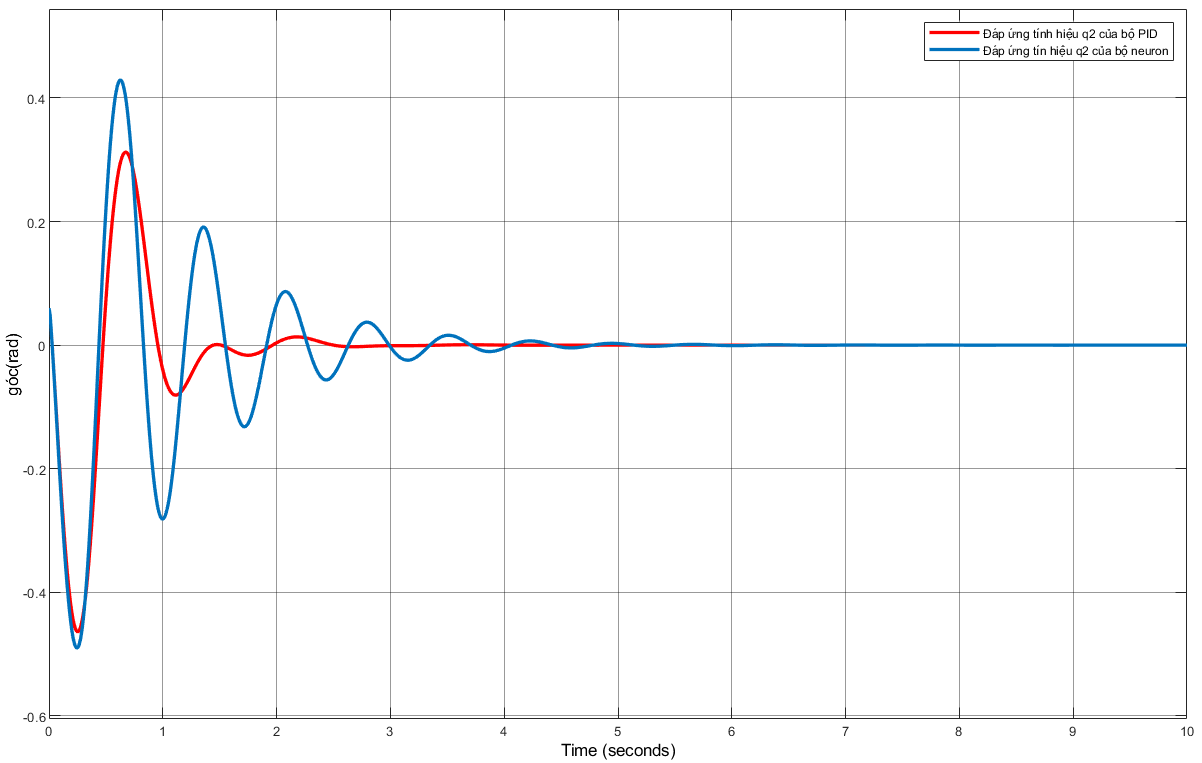 Đáp ứng tính hiệu q2 của bộ PID
Đáp ứng tín hiệu q2 của bộ neuron
0.4
0.2
0
-0.2
-0.4
-0.6
góc(rad)
0 1 2 3 4 5 6 7 8 9 10
Time (seconds)